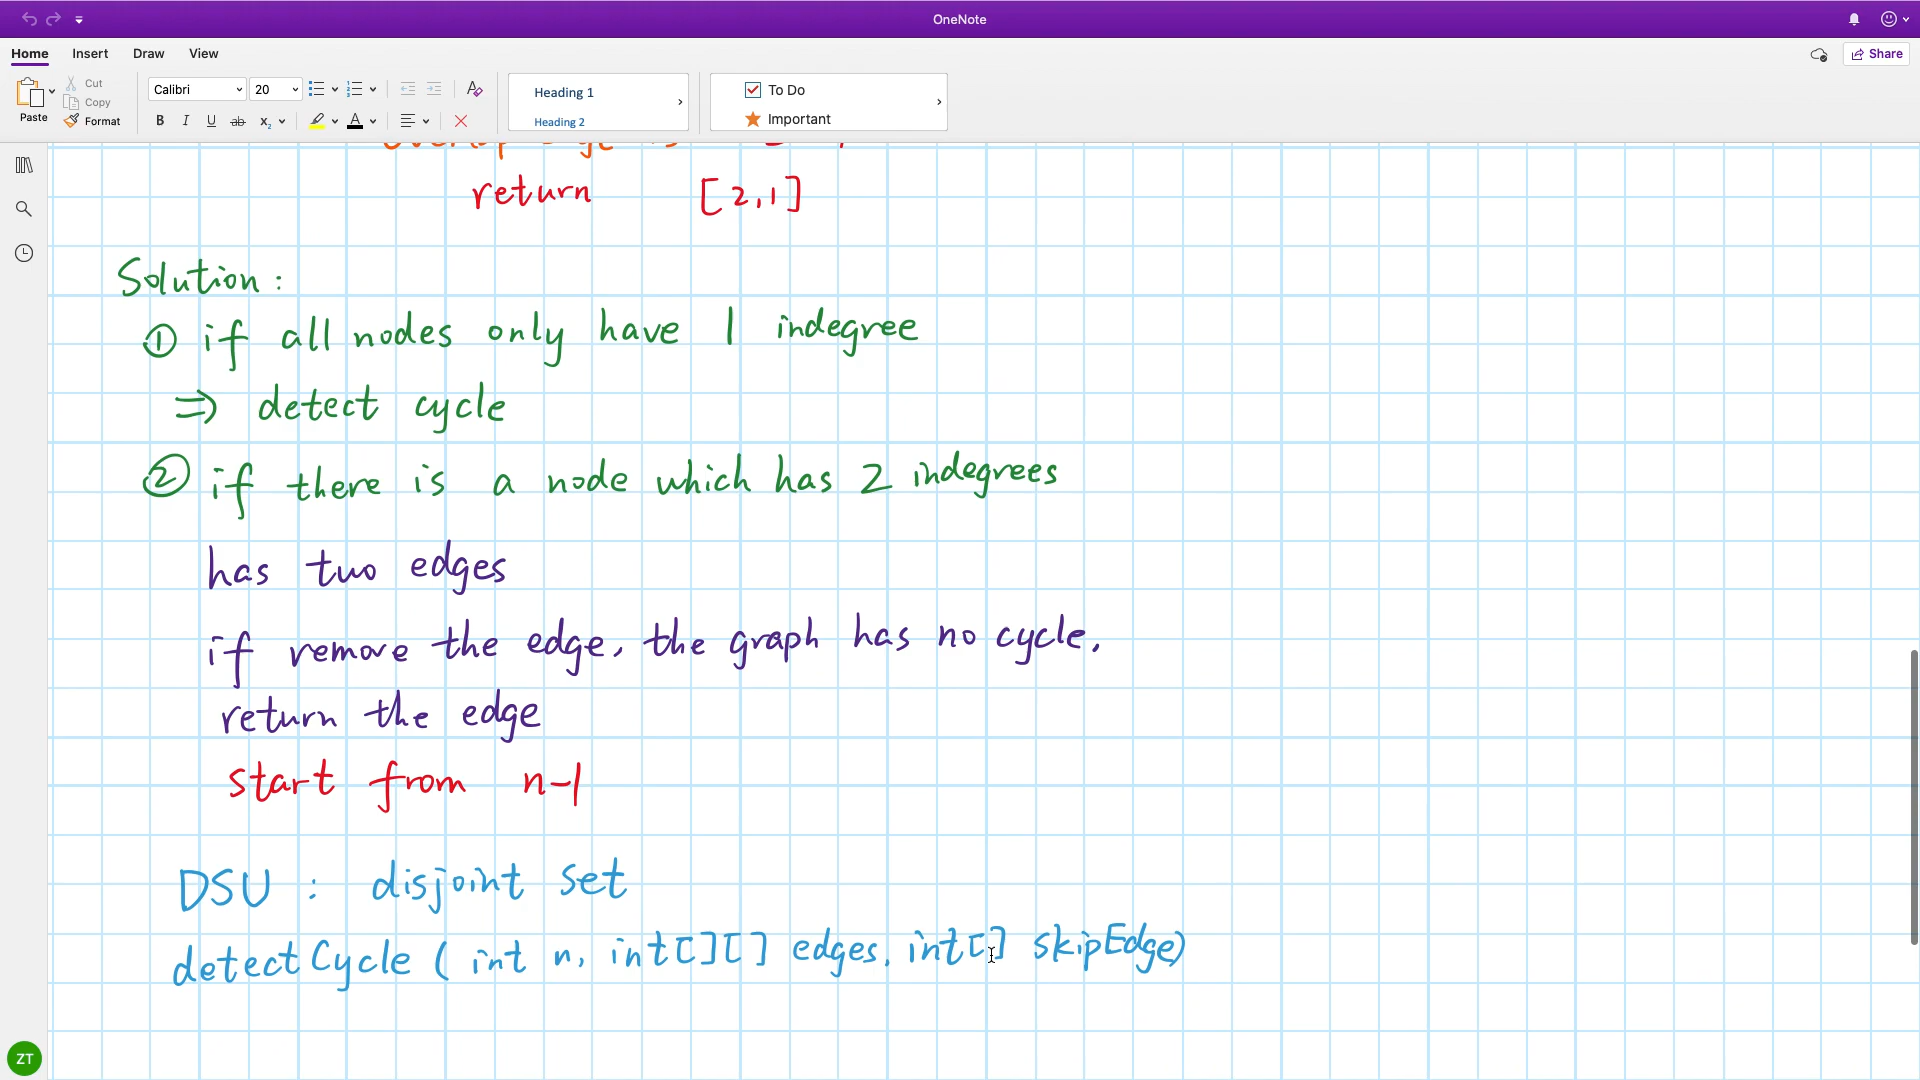 OneNote
Home Insert Draw View
Share
Paste
Cut
Copy
Format
Calibri 20
B I U ab x₂ A
Heading 1
Heading 2
To Do
Important
return [2,1]
Solution :
① if all nodes only have 1 indegree
⇒ detect cycle
② if there is a node which has 2 indegrees
has two edges
if remove the edge, the graph has no cycle.
return the edge
start from n-1
DSU : disjoint set
detectCycle ( int n, int[][] edges, int[] skipEdge)
ZT